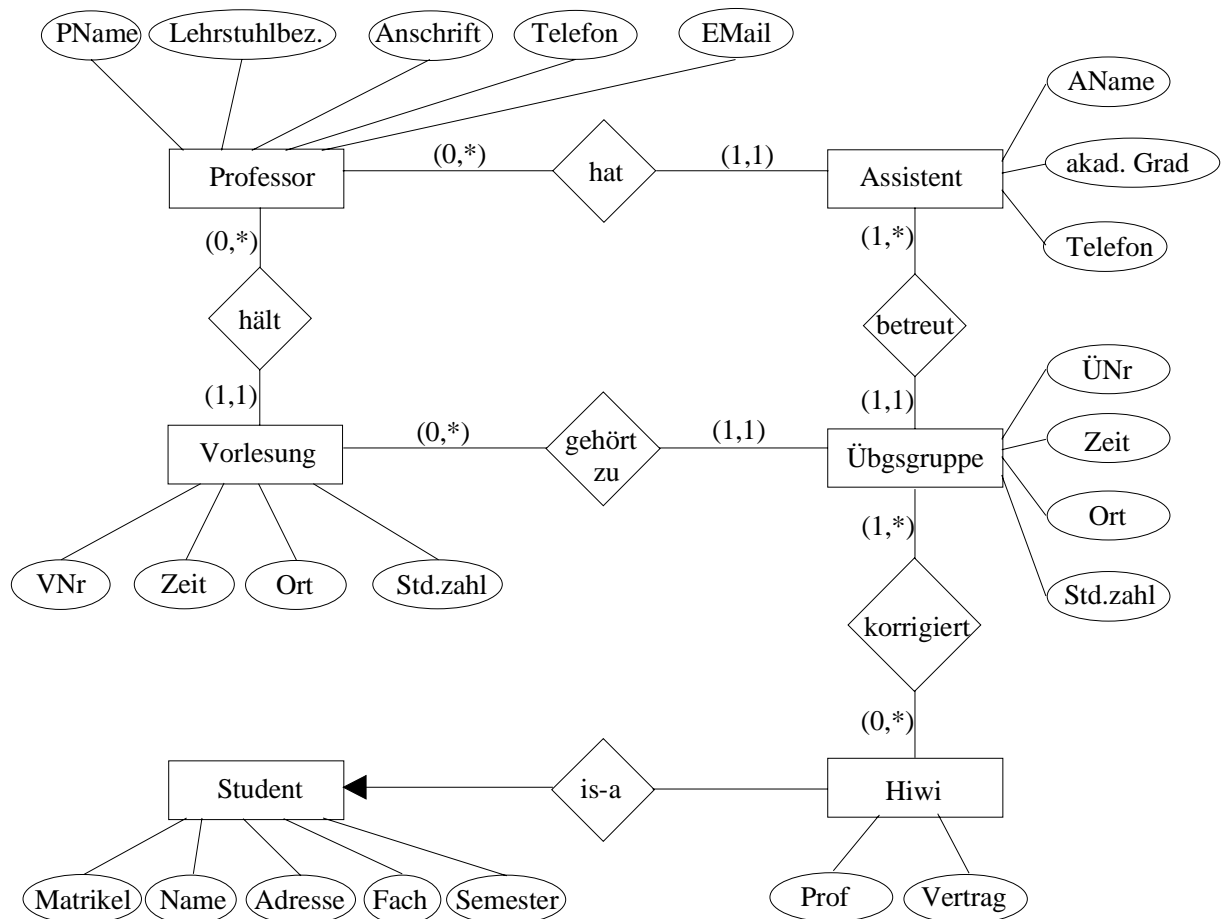 PName
Lehrstuhlbez.
Anschrift
Telefon
EMail
AName
akad. Grad
Telefon
Professor
(0,*)
hat
(1,1)
Assistent
(0,*)
hält
(1,1)
(1,*)
betreut
(1,1)
ÜNr
Zeit
Ort
Std.zahl
Vorlesung
(0,*)
gehört
zu
(1,1)
Übgsgruppe
VNr
Zeit
Ort
Std.zahl
(1,*)
korrigiert
(0,*)
Student
is-a
Hiwi
Matrikel
Name
Adresse
Fach
Semester
Prof
Vertrag